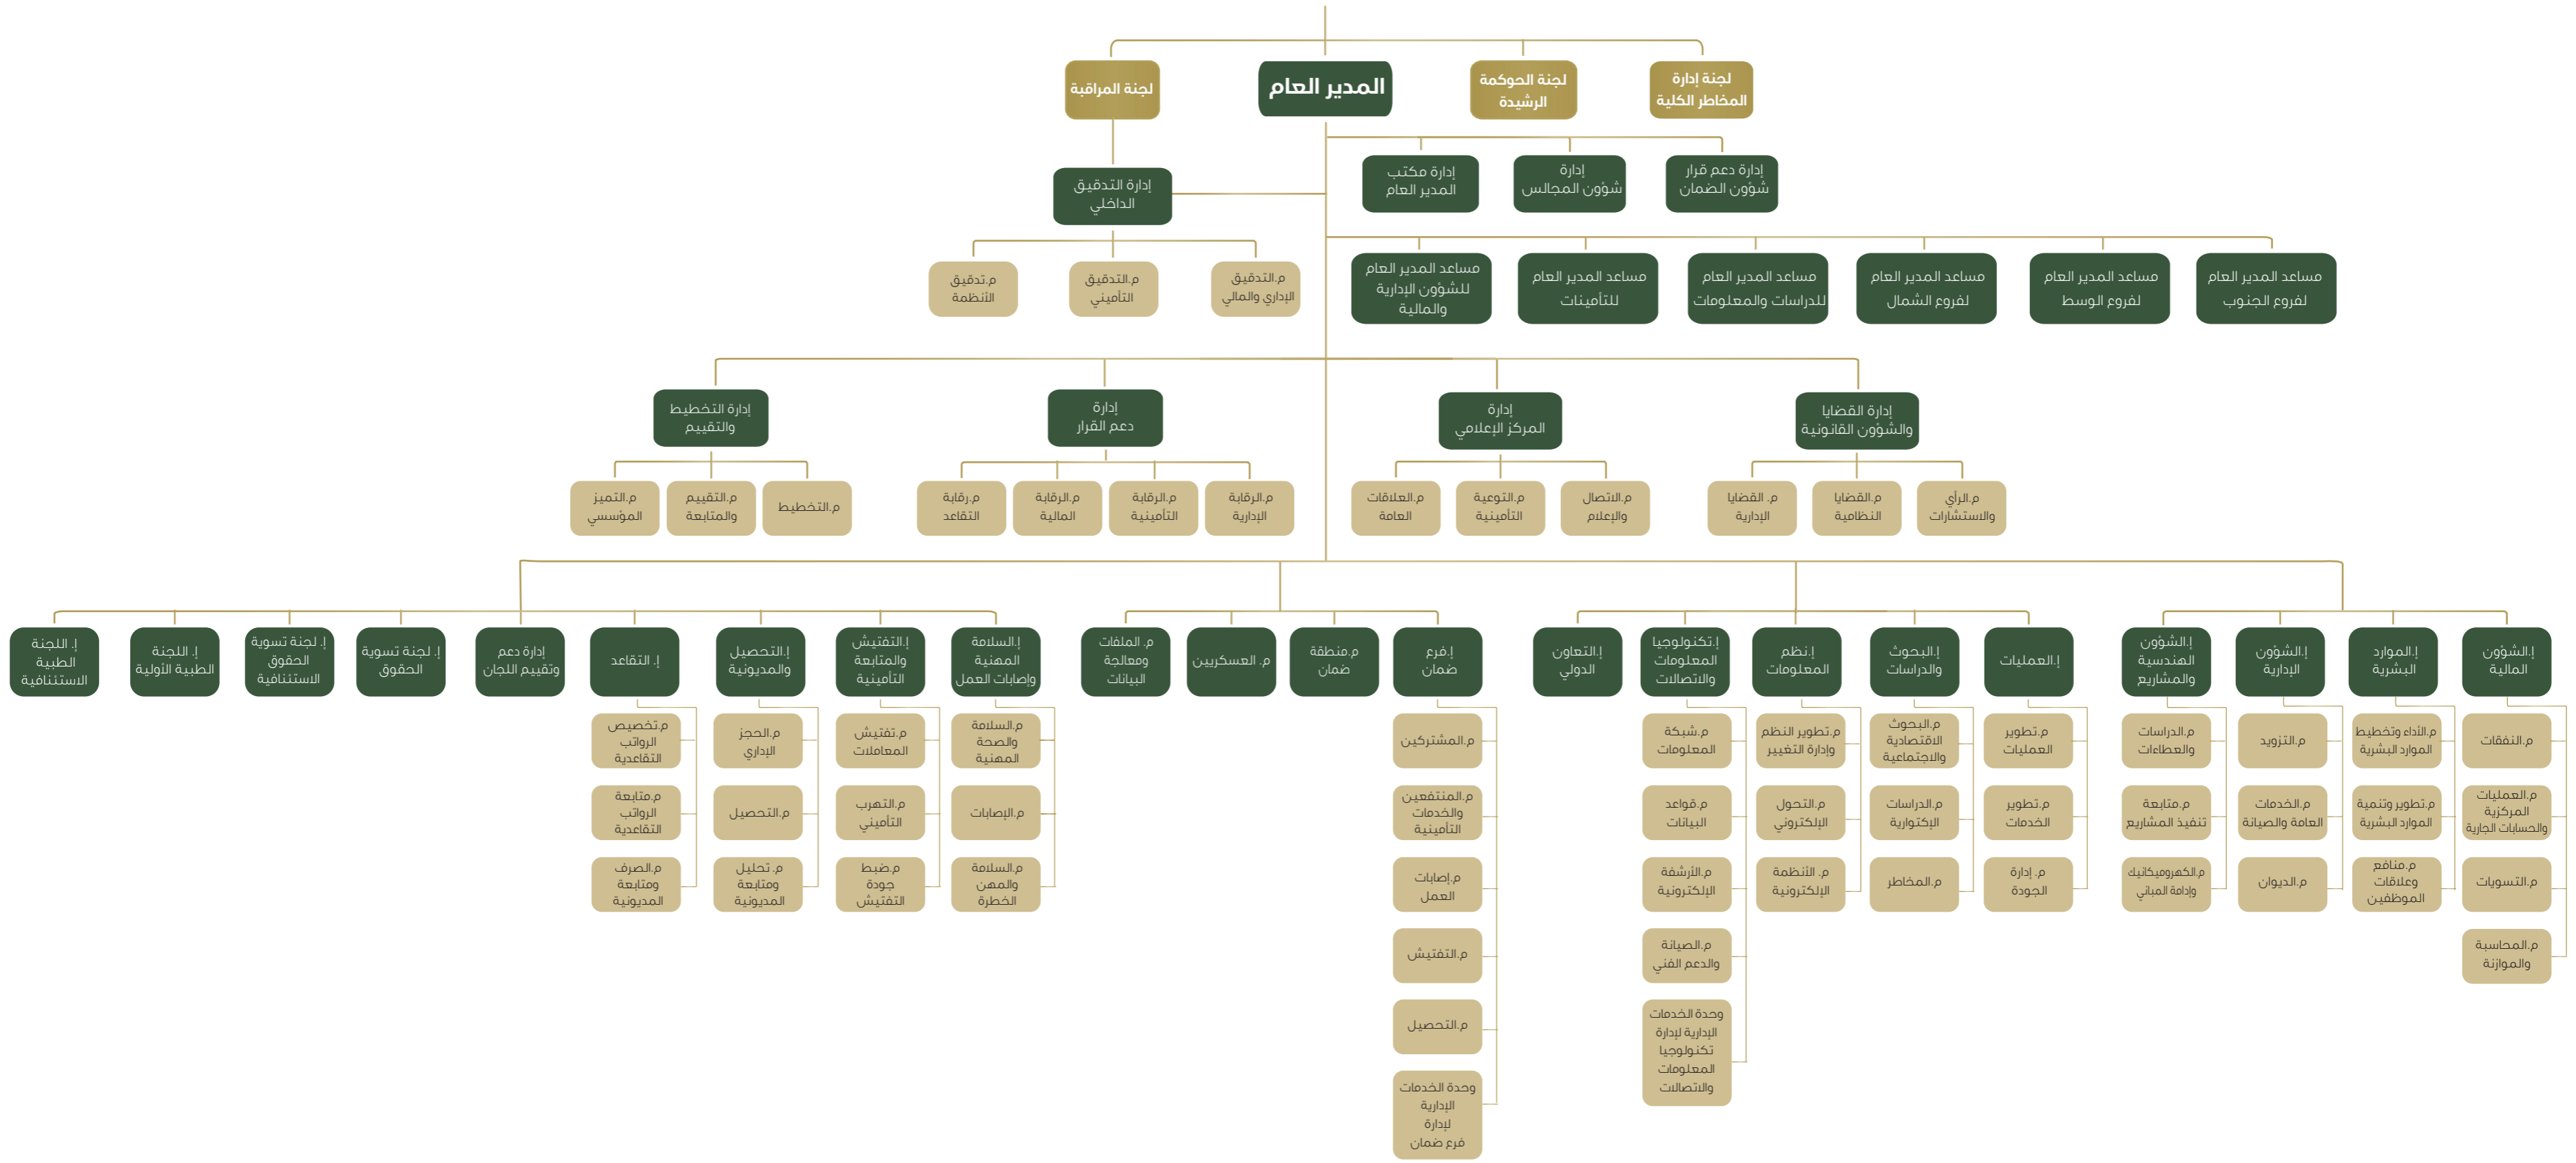 لجنة إدارة
المخاطر الكلية
لجنة الحوكمة
الرشيدة
المدير العام
لجنة المراقبة
إدارة دعم قرار
شؤون الضمان
إدارة
شؤون المجالس
إدارة مكتب
المدير العام
إدارة التدقيق
الداخلي
م.التدقيق
الإداري والمالي
م.التدقيق
التأميني
م.تدقيق
الأنظمة
مساعد المدير العام
لفروع الجنوب
مساعد المدير العام
لفروع الوسط
مساعد المدير العام
لفروع الشمال
مساعد المدير العام
للدراسات والمعلومات
مساعد المدير العام
للتأمينات
مساعد المدير العام
للشؤون الإدارية
والمالية
إدارة القضايا
والشؤون القانونية
إدارة
المركز الإعلامي
إدارة
دعم القرار
إدارة التخطيط
والتقييم
م.الرأي
والاستشارات
م.القضايا
النظامية
م. القضايا
الإدارية
م.الاتصال
والإعلام
م.التوعية
التأمينية
م.العلاقات
العامة
م.الرقابة
الإدارية
م.الرقابة
التأمينية
م.الرقابة
المالية
م.رقابة
التقاعد
م.التخطيط
م.التقييم
والمتابعة
م.التميز
المؤسسي
إ.الشؤون
المالية
إ.الموارد
البشرية
إ.الشؤون
الإدارية
إ.الشؤون
الهندسية
والمشاريع
إ.العمليات
إ.البحوث
والدراسات
إ.نظم
المعلومات
إ.تكنولوجيا
المعلومات
والاتصالات
إ.التعاون
الدولي
إ.فرع
ضمان
م.منطقة
ضمان
م. العسكريين
م. الملفات
ومعالجة
البيانات
إ.السلامة
المهنية
وإصابات العمل
إ.التفتيش
والمتابعة
التأمينية
إ.التحصيل
والمديونية
إ. التقاعد
إدارة دعم
وتقييم اللجان
إ. لجنة تسوية
الحقوق
إ. لجنة تسوية
الحقوق
الاستئنافية
إ. اللجنة
الطبية الأولية
إ. اللجنة
الطبية
الاستئنافية
م.النفقات
م.العمليات
المركزية
والحسابات الجارية
م.التسويات
م.المحاسبة
والموازنة
م.الأداء وتخطيط
الموارد البشرية
م.تطوير وتنمية
الموارد البشرية
م.منافع
وعلاقات
الموظفين
م.التزويد
م.الخدمات
العامة والصيانة
م.الديوان
م.الدراسات
والعطاءات
م.متابعة
تنفيذ المشاريع
م.الكهروميكانيك
وإدامة المباني
م.تطوير
العمليات
م.تطوير
الخدمات
م. إدارة
الجودة
م.البحوث
الاقتصادية
والاجتماعية
م.الدراسات
الإكتوارية
م.المخاطر
م.تطوير النظم
وإدارة التغيير
م.التحول
الإلكتروني
م. الأنظمة
الإلكترونية
م.شبكة
المعلومات
م.قواعد
البيانات
م.الأرشفة
الإلكترونية
م.الصيانة
والدعم الفني
وحدة الخدمات
الإدارية لإدارة
تكنولوجيا
المعلومات
والاتصالات
م.المشتركين
م.المنتفعين
والخدمات
التأمينية
م.إصابات
العمل
م.التفتيش
م.التحصيل
وحدة الخدمات
الإدارية
لإدارة
فرع ضمان
م.السلامة
والصحة
المهنية
م.الإصابات
م.السلامة
والمهن
الخطرة
م.تفتيش
المعاملات
م.التهرب
التأميني
م.ضبط
جودة
التفتيش
م.الحجز
الإداري
م.التحصيل
م. تحليل
ومتابعة
المديونية
م.تخصيص
الرواتب
التقاعدية
م.متابعة
الرواتب
التقاعدية
م.الصرف
ومتابعة
المديونية